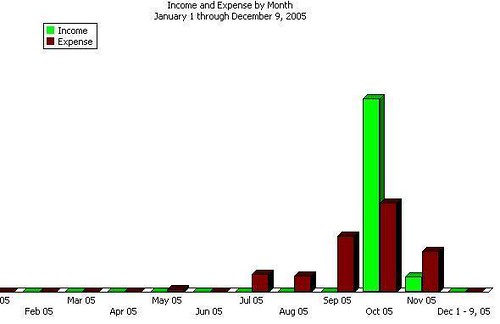 Income and Expense by Month
January 1 through December 9, 2005
Income
Expense
05 Mar 05 May 05 Jul 05 Sep 05 Nov 05
Feb 05 Apr 05 Jun 05 Aug 05 Oct 05 Dec 1 - 9, 05